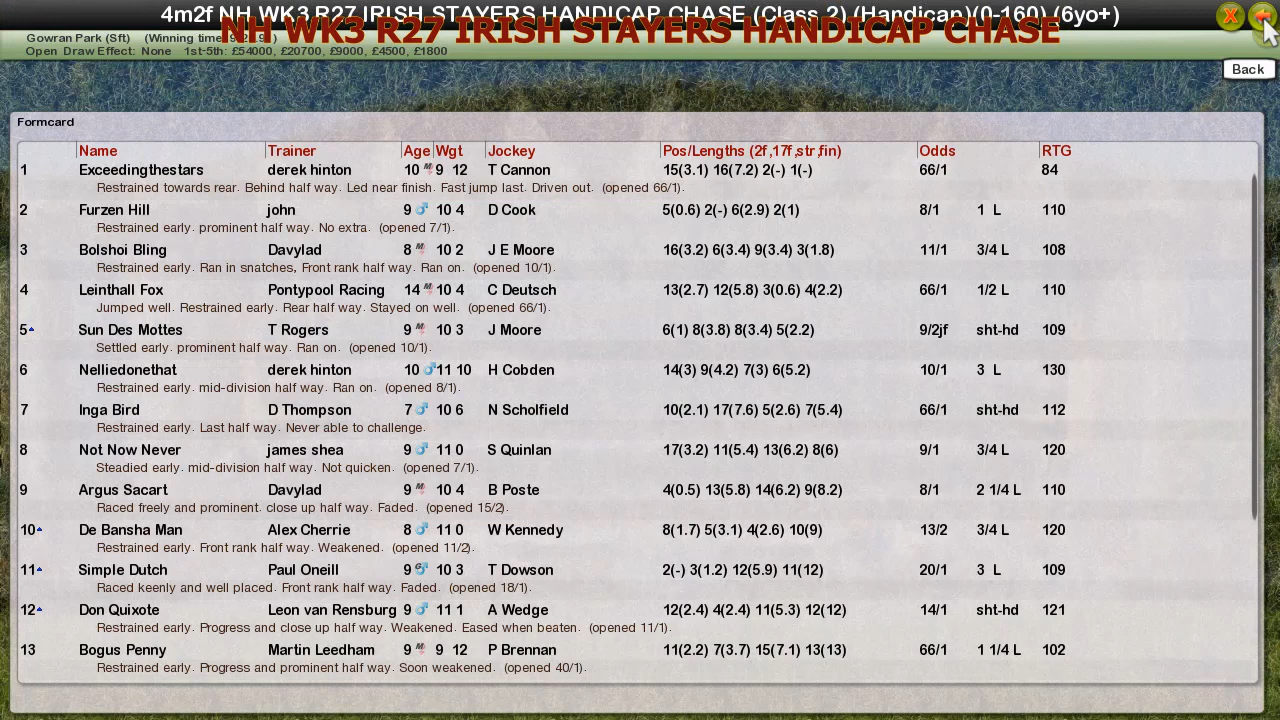 4m2f NH WK3 R27 IRISH STAYERS HANDICAP CHASE (Class 2) (Handicap)(0-160) (6yo+)
NH WK3 R27 IRISH STAYERS HANDICAP CHASE
Gowran Park (Sft) (Winning time:
Open Draw Effect: None 1st-5th: £54000, £20700, £9000, £4500, £1800
X
Back
Formcard
Name Trainer Age Wgt Jockey Pos/Lengths (2f,17f,str,fin) Odds RTG
1 Exceedingthestars derek hinton 10 9 12 T Cannon 15(3.1) 16(7.2) 2(-) 1(-) 66/1 84
Restrained towards rear. Behind half way. Led near finish. Fast jump last. Driven out. (opened 66/1).
2 Furzen Hill john 9 10 4 D Cook 5(0.6) 2(-) 6(2.9) 2(1) 8/1 1 L 110
Restrained early. prominent half way. No extra. (opened 7/1).
3 Bolshoi Bling Davylad 8 10 2 J E Moore 16(3.2) 6(3.4) 9(3.4) 3(1.8) 11/1 3/4 L 108
Restrained early. Ran in snatches, Front rank half way. Ran on. (opened 10/1).
4 Leinthall Fox Pontypool Racing 14 10 4 C Deutsch 13(2.7) 12(5.8) 3(0.6) 4(2.2) 66/1 1/2 L 110
Jumped well. Restrained early. Rear half way. Stayed on well. (opened 66/1).
5 Sun Des Mottes T Rogers 9 10 3 J Moore 6(1) 8(3.8) 8(3.4) 5(2.2) 9/2jf sht-hd 109
Settled early. prominent half way. Ran on. (opened 10/1).
6 Nelliedonethat derek hinton 10 11 10 H Cobden 14(3) 9(4.2) 7(3) 6(5.2) 10/1 3 L 130
Restrained early. mid-division half way. Ran on. (opened 8/1).
7 Inga Bird D Thompson 7 10 6 N Scholfield 10(2.1) 17(7.6) 5(2.6) 7(5.4) 66/1 sht-hd 112
Restrained early. Last half way. Never able to challenge.
8 Not Now Never james shea 9 11 0 S Quinlan 17(3.2) 11(5.4) 13(6.2) 8(6) 9/1 3/4 L 120
Steadied early. mid-division half way. Not quicken. (opened 7/1).
9 Argus Sacart Davylad 9 10 4 B Poste 4(0.5) 13(5.8) 14(6.2) 9(8.2) 8/1 2 1/4 L 110
Raced freely and prominent. close up half way. Faded. (opened 15/2).
10 De Bansha Man Alex Cherrie 8 11 0 W Kennedy 8(1.7) 5(3.1) 4(2.6) 10(9) 13/2 3/4 L 120
Restrained early. Front rank half way. Weakened. (opened 11/2).
11 Simple Dutch Paul Oneill 9 10 3 T Dowson 2(-) 3(1.2) 12(5.9) 11(12) 20/1 3 L 109
Raced keenly and well placed. Front rank half way. Faded. (opened 18/1).
12 Don Quixote Leon van Rensburg 9 11 1 A Wedge 12(2.4) 4(2.4) 11(5.3) 12(12) 14/1 sht-hd 121
Restrained early. Progress and close up half way. Weakened. Eased when beaten. (opened 11/1).
13 Bogus Penny Martin Leedham 9 9 12 P Brennan 11(2.2) 7(3.7) 15(7.1) 13(13) 66/1 1 1/4 L 102
Restrained early. Progress and prominent half way. Soon weakened. (opened 40/1).